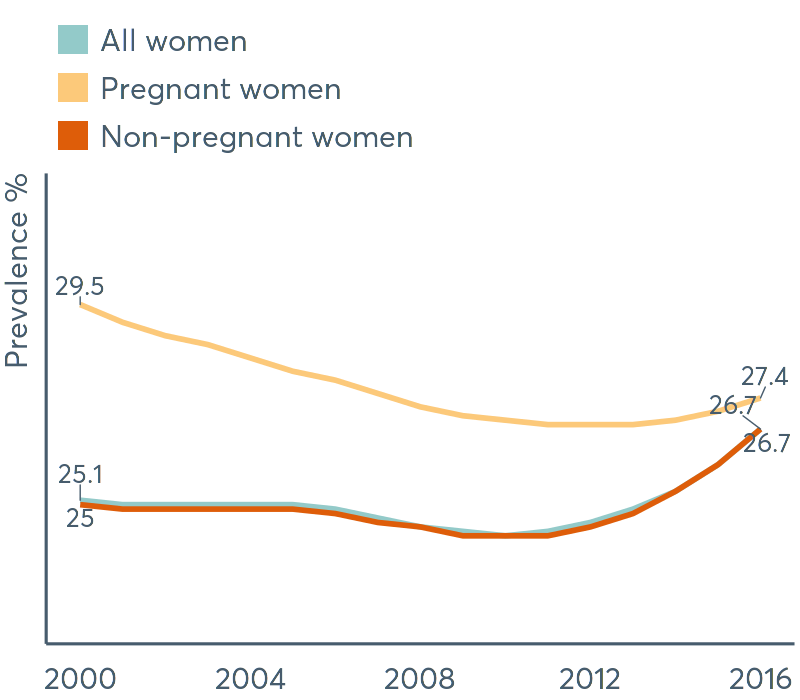 All women
Pregnant women
Non-pregnant women
Prevalence %
29.5
27.4
26.7
26.7
25.1
25
2000 2004 2008 2012 2016